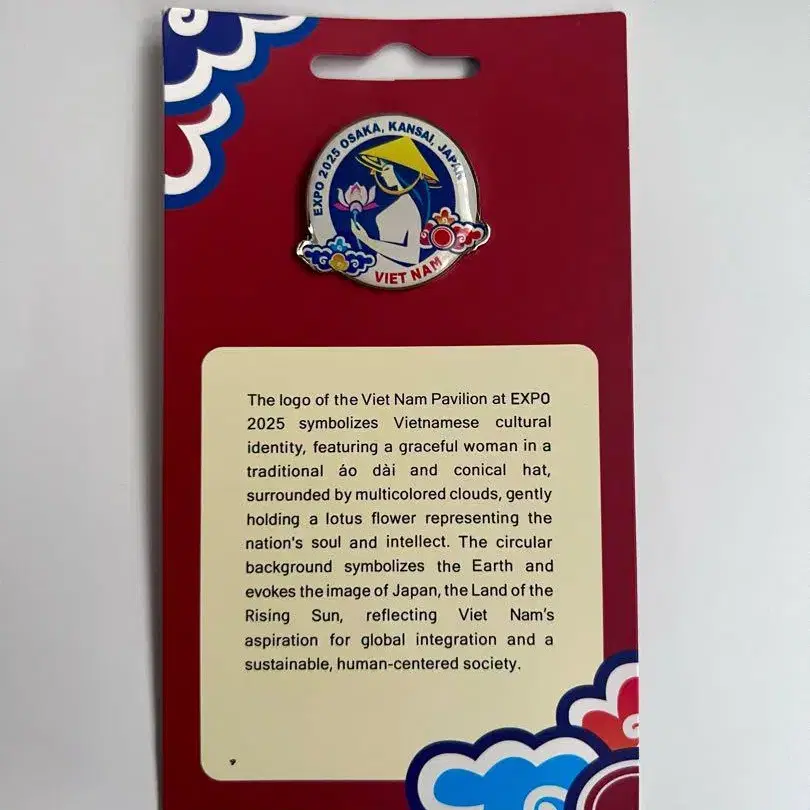 EXPO 2025 OSAKA, KANSAI, JAPAN
VIET NAM
The logo of the Viet Nam Pavilion at EXPO
2025 symbolizes Vietnamese cultural
identity, featuring a graceful woman in a
traditional áo dài and conical hat,
surrounded by multicolored clouds, gently
holding a lotus flower representing the
nation's soul and intellect. The circular
background symbolizes the Earth and
evokes the image of Japan, the Land of the
Rising Sun, reflecting Viet Nam's
aspiration for global integration and a
sustainable, human-centered society.